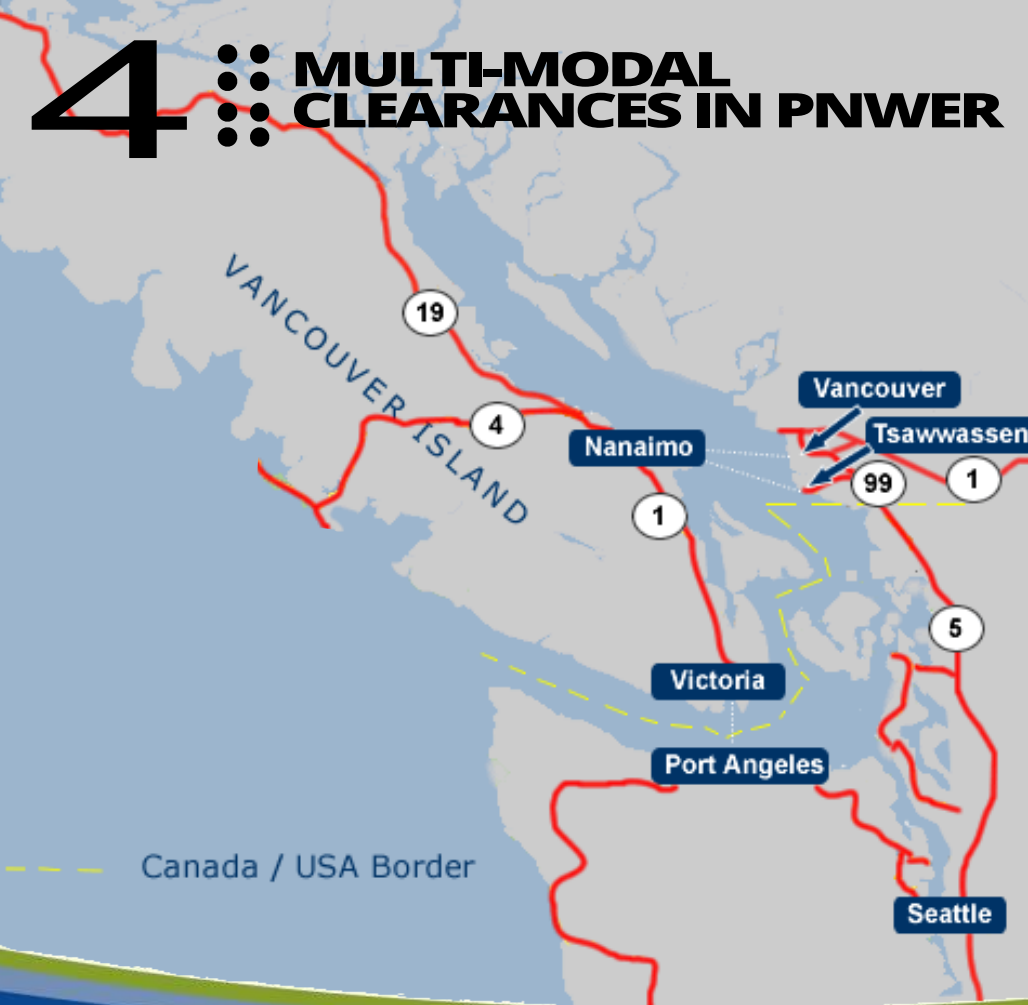 4
MULTI-MODAL
CLEARANCES IN PNWER
VANCOUVER ISLAND
19
Vancouver
4
Tsawwassen
Nanaimo
99
1
1
5
Victoria
Port Angeles
Canada / USA Border
Seattle